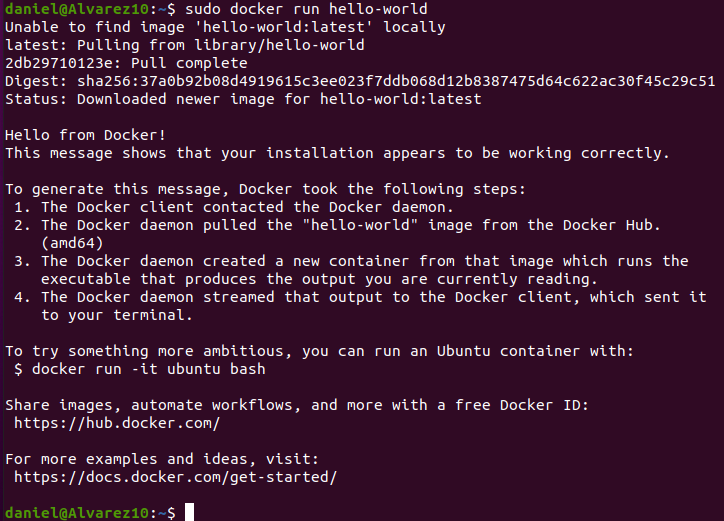 daniel@Alvarez10:~$ sudo docker run hello-world
Unable to find image 'hello-world:latest' locally
latest: Pulling from library/hello-world
2db29710123e: Pull complete
Digest: sha256:37a0b92b08d4919615c3ee023f7ddb068d12b8387475d64c622ac30f45c29c51
Status: Downloaded newer image for hello-world:latest

Hello from Docker!
This message shows that your installation appears to be working correctly.

To generate this message, Docker took the following steps:
 1. The Docker client contacted the Docker daemon.
 2. The Docker daemon pulled the "hello-world" image from the Docker Hub.
    (amd64)
 3. The Docker daemon created a new container from that image which runs the
    executable that produces the output you are currently reading.
 4. The Docker daemon streamed that output to the Docker client, which sent it
    to your terminal.

To try something more ambitious, you can run an Ubuntu container with:
 $ docker run -it ubuntu bash

Share images, automate workflows, and more with a free Docker ID:
 https://hub.docker.com/

For more examples and ideas, visit:
 https://docs.docker.com/get-started/

daniel@Alvarez10:~$